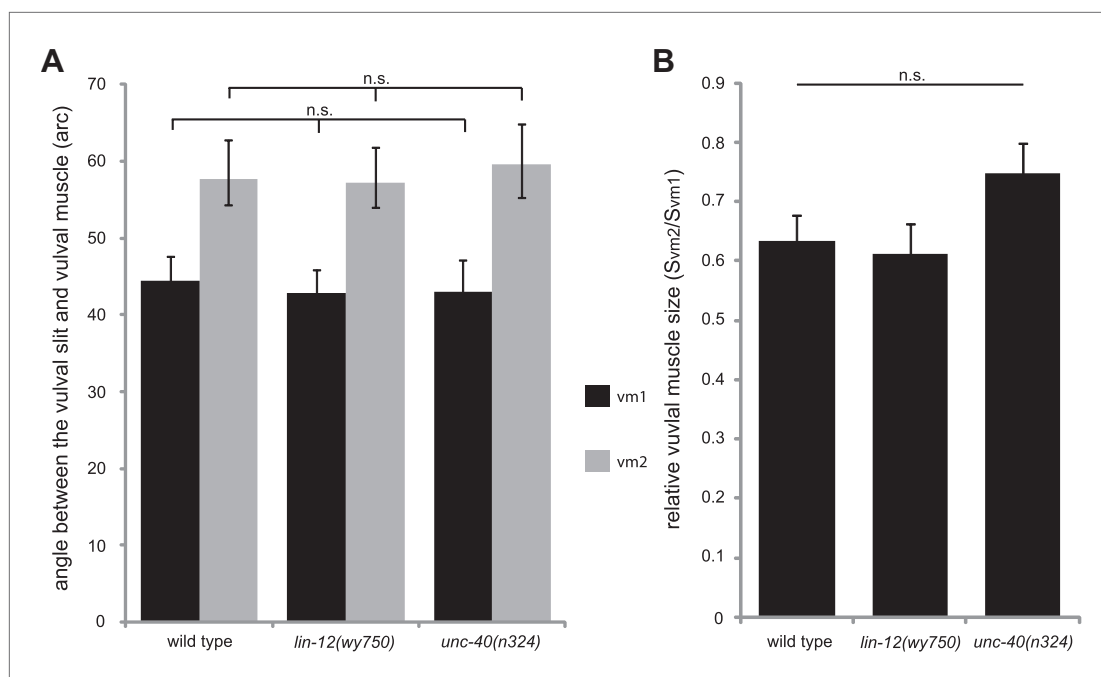 A
angle between the vulval slit and vulval muscle (arc)
70
60
50
40
30
20
10
0
n.s.
n.s.
wild type
lin-12(wy750)
unc-40(n324)
vm1
vm2
B
relative vuvlal muscle size (Svm2/Svm1)
0.9
0.8
0.7
0.6
0.5
0.4
0.3
0.2
0.1
0
n.s.
wild type
lin-12(wy750)
unc-40(n324)